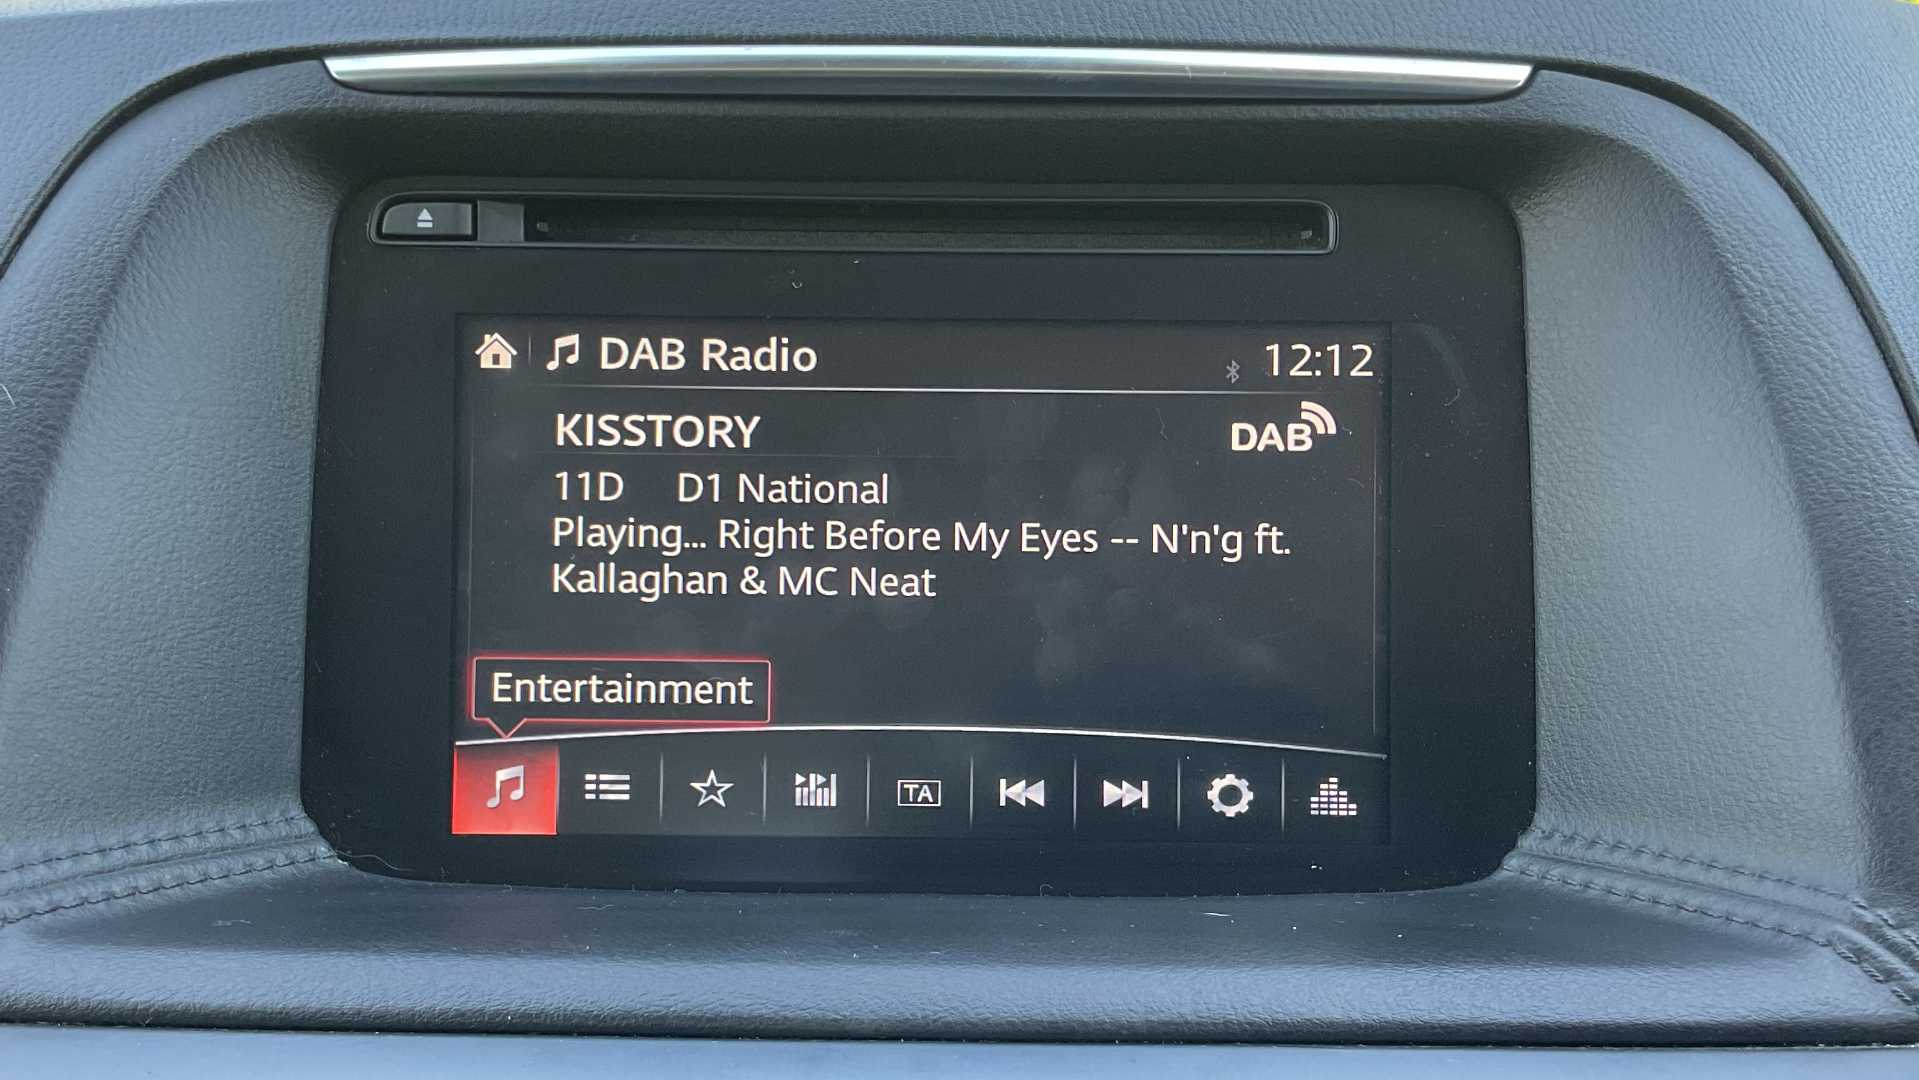 DAB Radio 12:12
KISSTORY DAB
11D D1 National
Playing... Right Before My Eyes -- N'n'g ft.
Kallaghan & MC Neat
Entertainment
TA